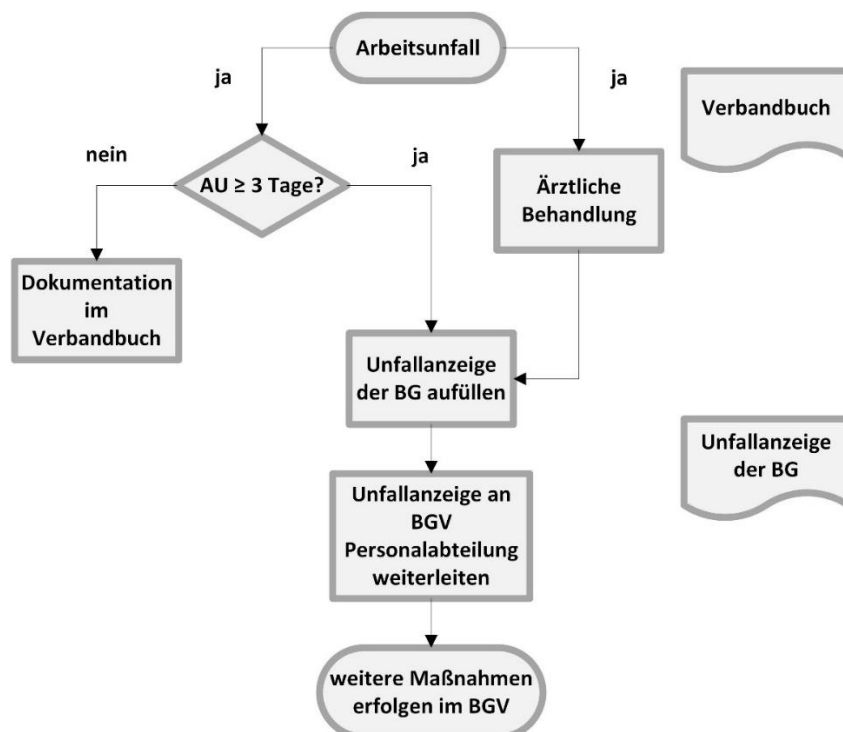 Arbeitsunfall
ja
ja
Verbandbuch
nein
ja
AU ≥ 3 Tage?
Ärztliche
Behandlung
Dokumentation
im
Verbandbuch
Unfallanzeige
der BG aufüllen
Unfallanzeige
der BG
Unfallanzeige an
BGV
Personalabteilung
weiterleiten
weitere Maßnahmen
erfolgen im BGV